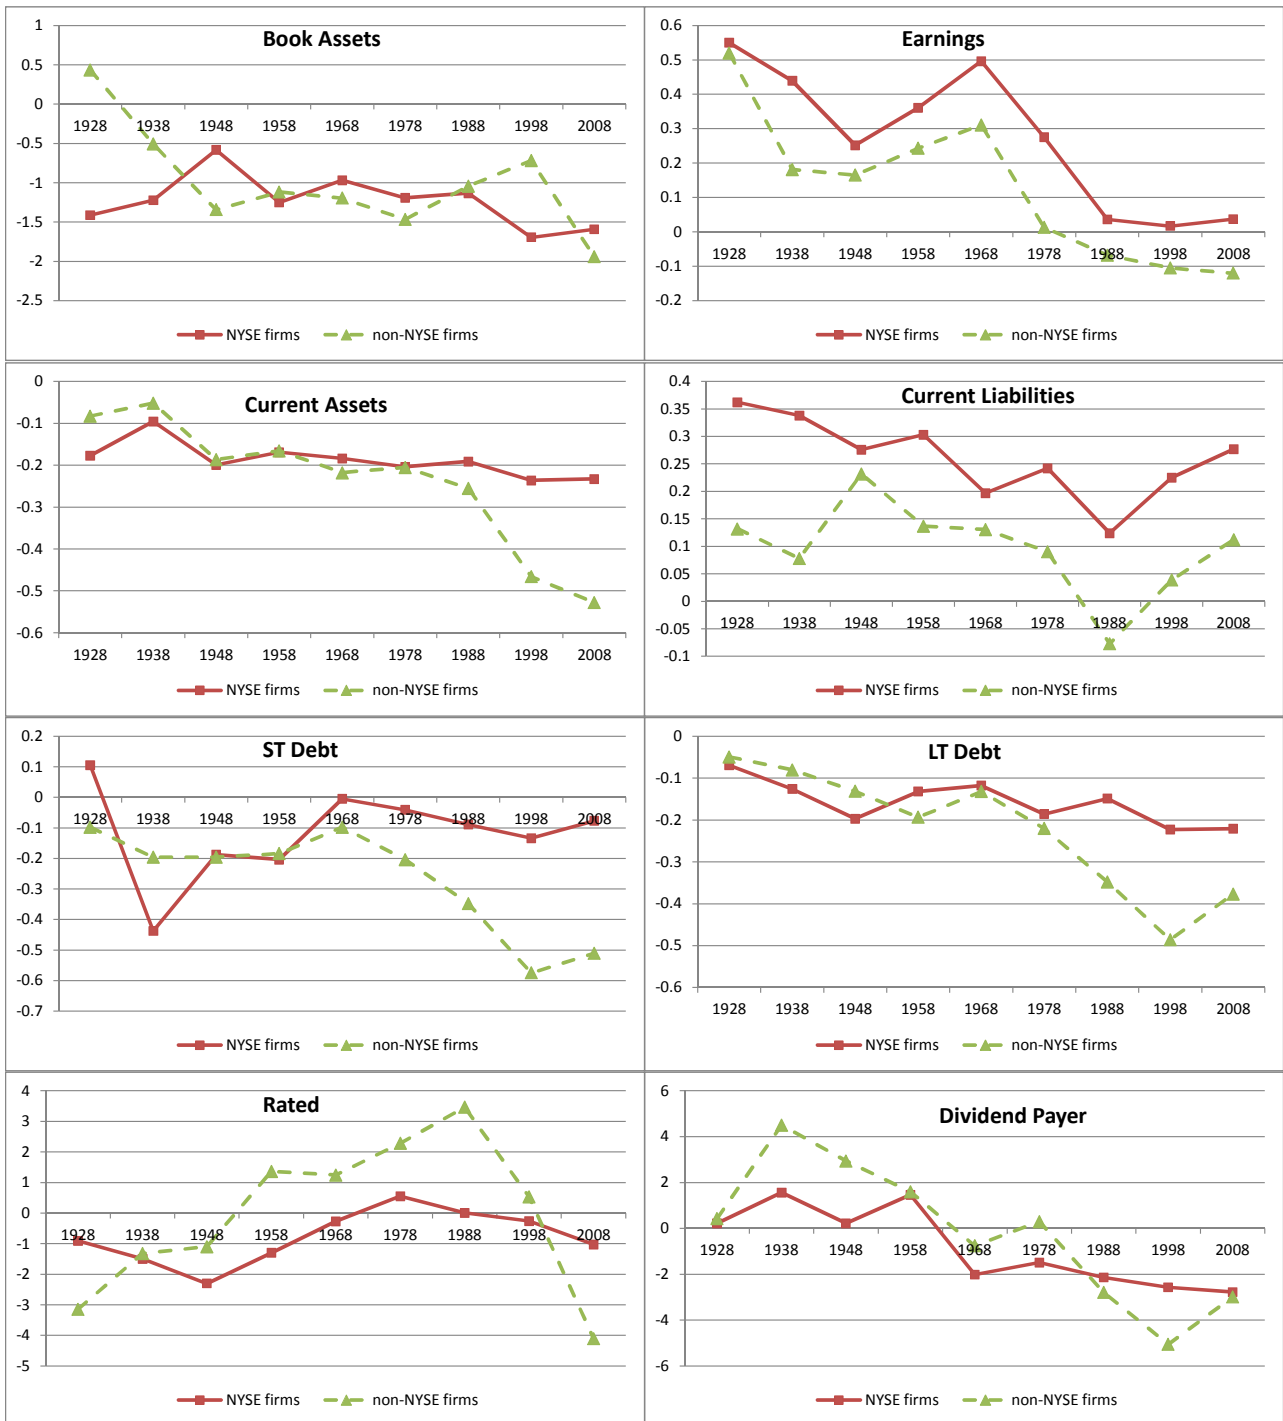 Book Assets
1
0.5
0
-0.5
-1
-1.5
-2
-2.5
1928 1938 1948 1958 1968 1978 1988 1998 2008
NYSE firms non-NYSE firms
Earnings
0.6
0.5
0.4
0.3
0.2
0.1
0
-0.1
-0.2
1928 1938 1948 1958 1968 1978 1988 1998 2008
NYSE firms non-NYSE firms
Current Assets
0
-0.1
-0.2
-0.3
-0.4
-0.5
-0.6
1928 1938 1948 1958 1968 1978 1988 1998 2008
NYSE firms non-NYSE firms
Current Liabilities
0.4
0.35
0.3
0.25
0.2
0.15
0.1
0.05
0
-0.05
-0.1
1928 1938 1948 1958 1968 1978 1988 1998 2008
NYSE firms non-NYSE firms
ST Debt
0.2
0.1
0
-0.1
-0.2
-0.3
-0.4
-0.5
-0.6
-0.7
1928 1938 1948 1958 1968 1978 1988 1998 2008
NYSE firms non-NYSE firms
LT Debt
0
-0.1
-0.2
-0.3
-0.4
-0.5
-0.6
1928 1938 1948 1958 1968 1978 1988 1998 2008
NYSE firms non-NYSE firms
Rated
4
3
2
1
0
-1
-2
-3
-4
-5
1928 1938 1948 1958 1968 1978 1988 1998 2008
NYSE firms non-NYSE firms
Dividend Payer
6
4
2
0
-2
-4
-6
1928 1938 1948 1958 1968 1978 1988 1998 2008
NYSE firms non-NYSE firms